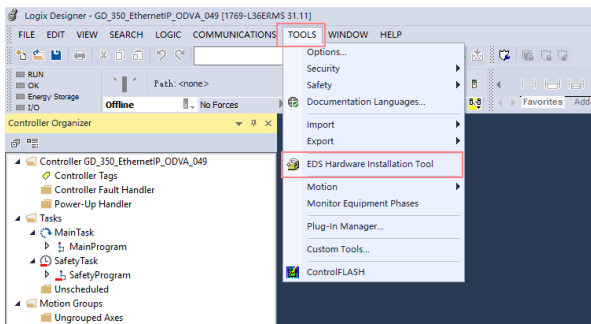 Logix Designer - GD_350_EthernetIP_ODVA_049 [1769-L36ERMS 31.11]
FILE EDIT VIEW SEARCH LOGIC COMMUNICATIONS TOOLS WINDOW HELP
RUN
OK
Energy Storage
I/O
Path: <none>
Offline
No Forces
Favorites Add
Options...
Security
Safety
Documentation Languages...
Import
Export
EDS Hardware Installation Tool
Motion
Monitor Equipment Phases
Plug-In Manager...
Custom Tools...
ControlFLASH
Controller Organizer
Controller GD_350_EthernetIP_ODVA_049
Controller Tags
Controller Fault Handler
Power-Up Handler
Tasks
MainTask
MainProgram
SafetyTask
SafetyProgram
Unscheduled
Motion Groups
Ungrouped Axes